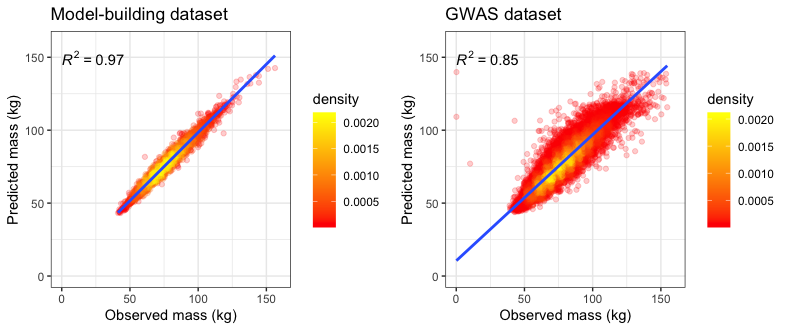 Model-building dataset
R² = 0.97
150
100
50
0
0 50 100 150
Observed mass (kg)
Predicted mass (kg)
density
0.0020
0.0015
0.0010
0.0005
GWAS dataset
R² = 0.85
150
100
50
0
0 50 100 150
Observed mass (kg)
Predicted mass (kg)
density
0.0020
0.0015
0.0010
0.0005